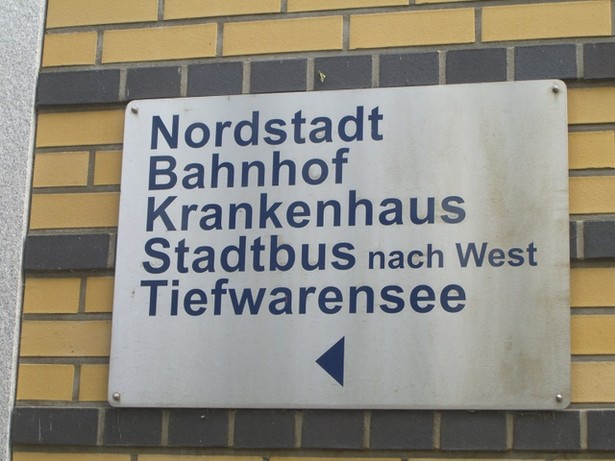 Nordstadt
Bahnhof
Krankenhaus
Stadtbus nach West
Tiefwarensee